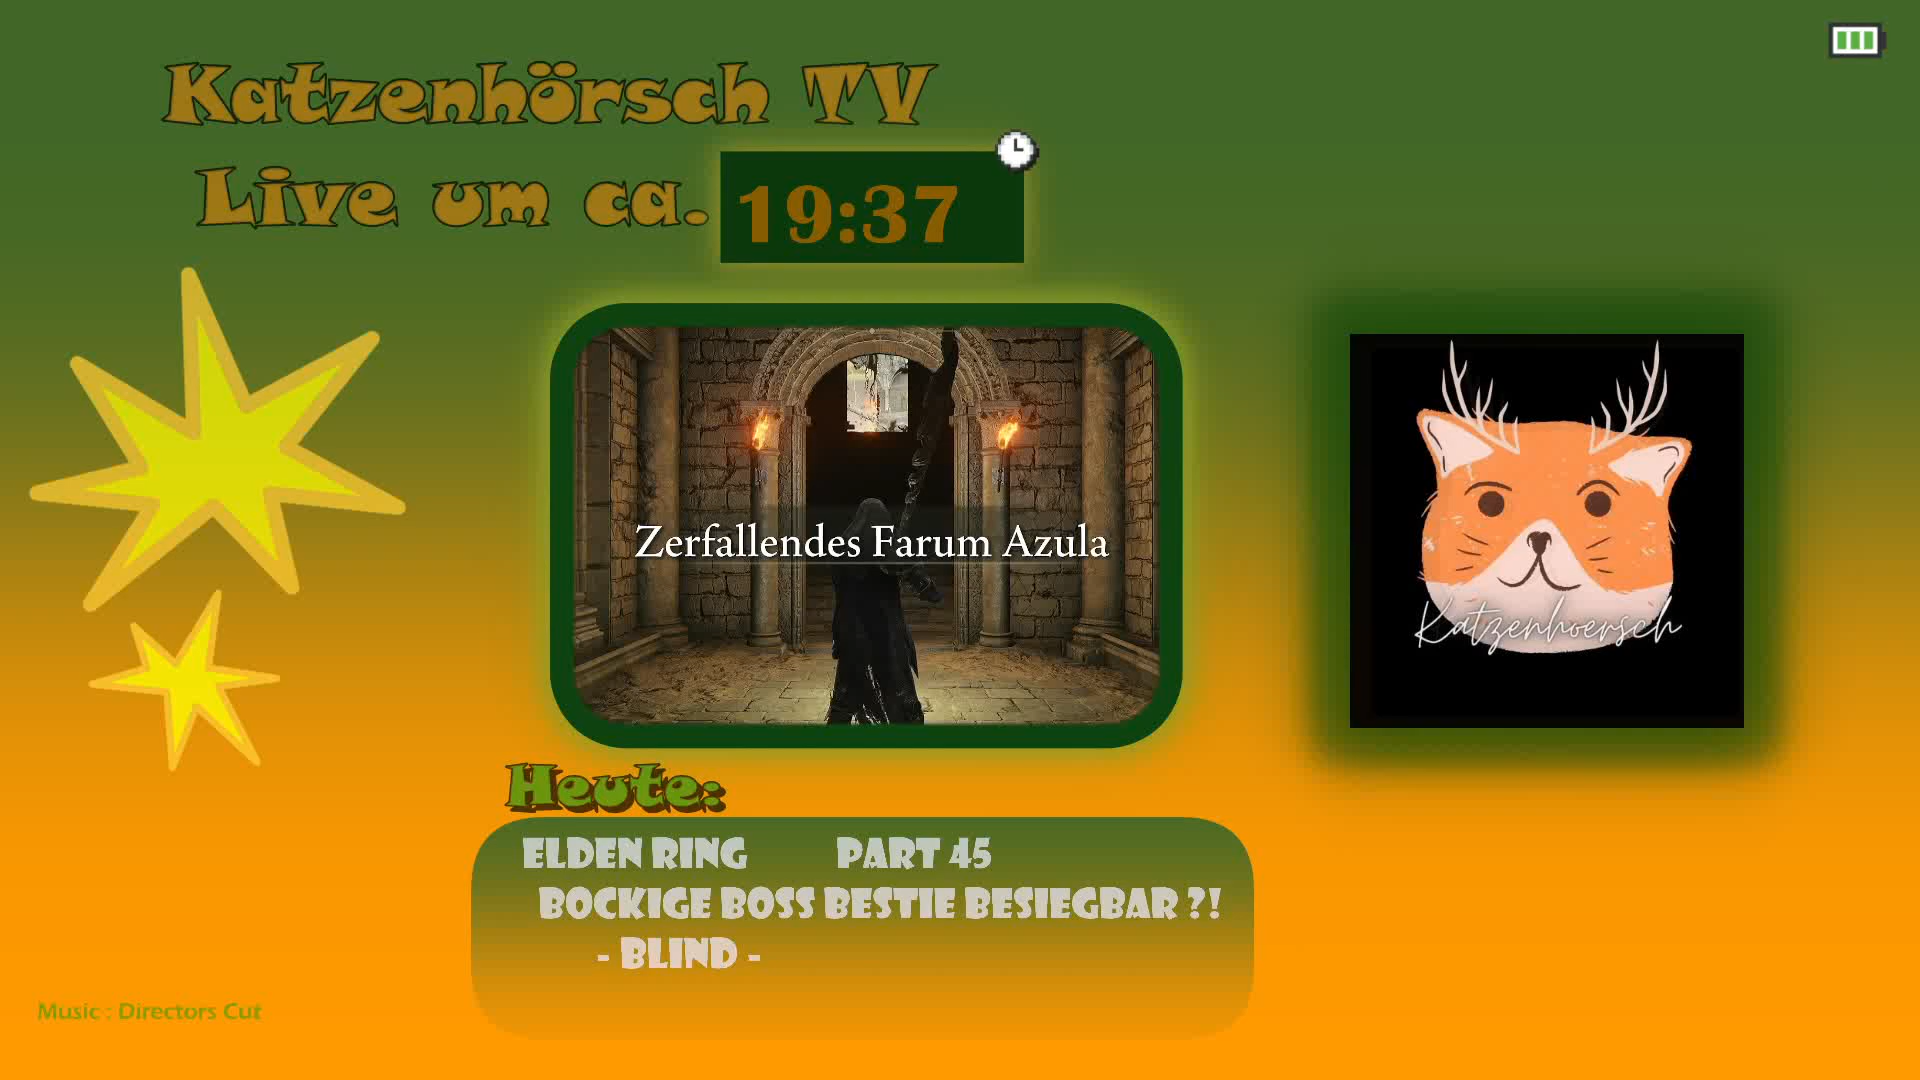 Katzenhörsch TV
Live um ca. 19:37
Zerfallendes Farum Azula
Katzenhoersch
Heute:
ELDEN RING PART 45
BOCKIGE BOSS BESTIE BESIEGBAR ?!
- BLIND -
Music : Directors Cut